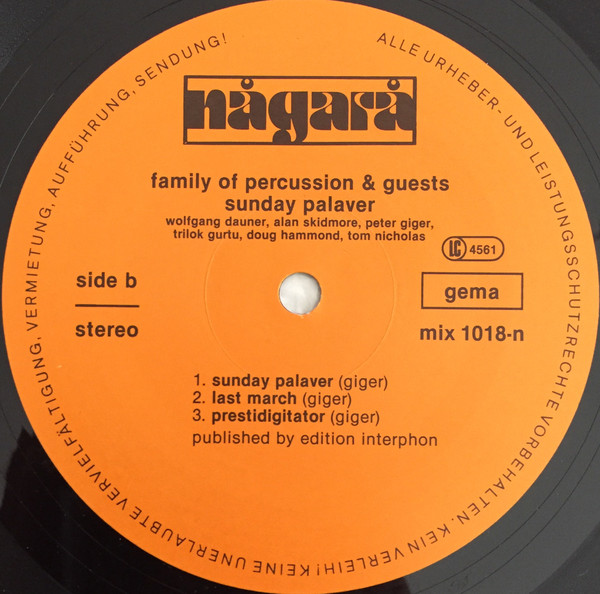 ALLE URHEBER- UND LEISTUNGSSCHUTZRECHTE VORBEHALTEN. KEIN VERLEIH! KEINE UNERLAUBTE VERVIELFÄLTIGUNG, VERMIETUNG, AUFFÜHRUNG, SENDUNG!
någarå
family of percussion & guests
sunday palaver
wolfgang dauner, alan skidmore, peter giger,
trilok gurtu, doug hammond, tom nicholas
LC 4561
side b
stereo
gema
mix 1018-n
1. sunday palaver (giger)
2. last march (giger)
3. prestidigitator (giger)
published by edition interphon